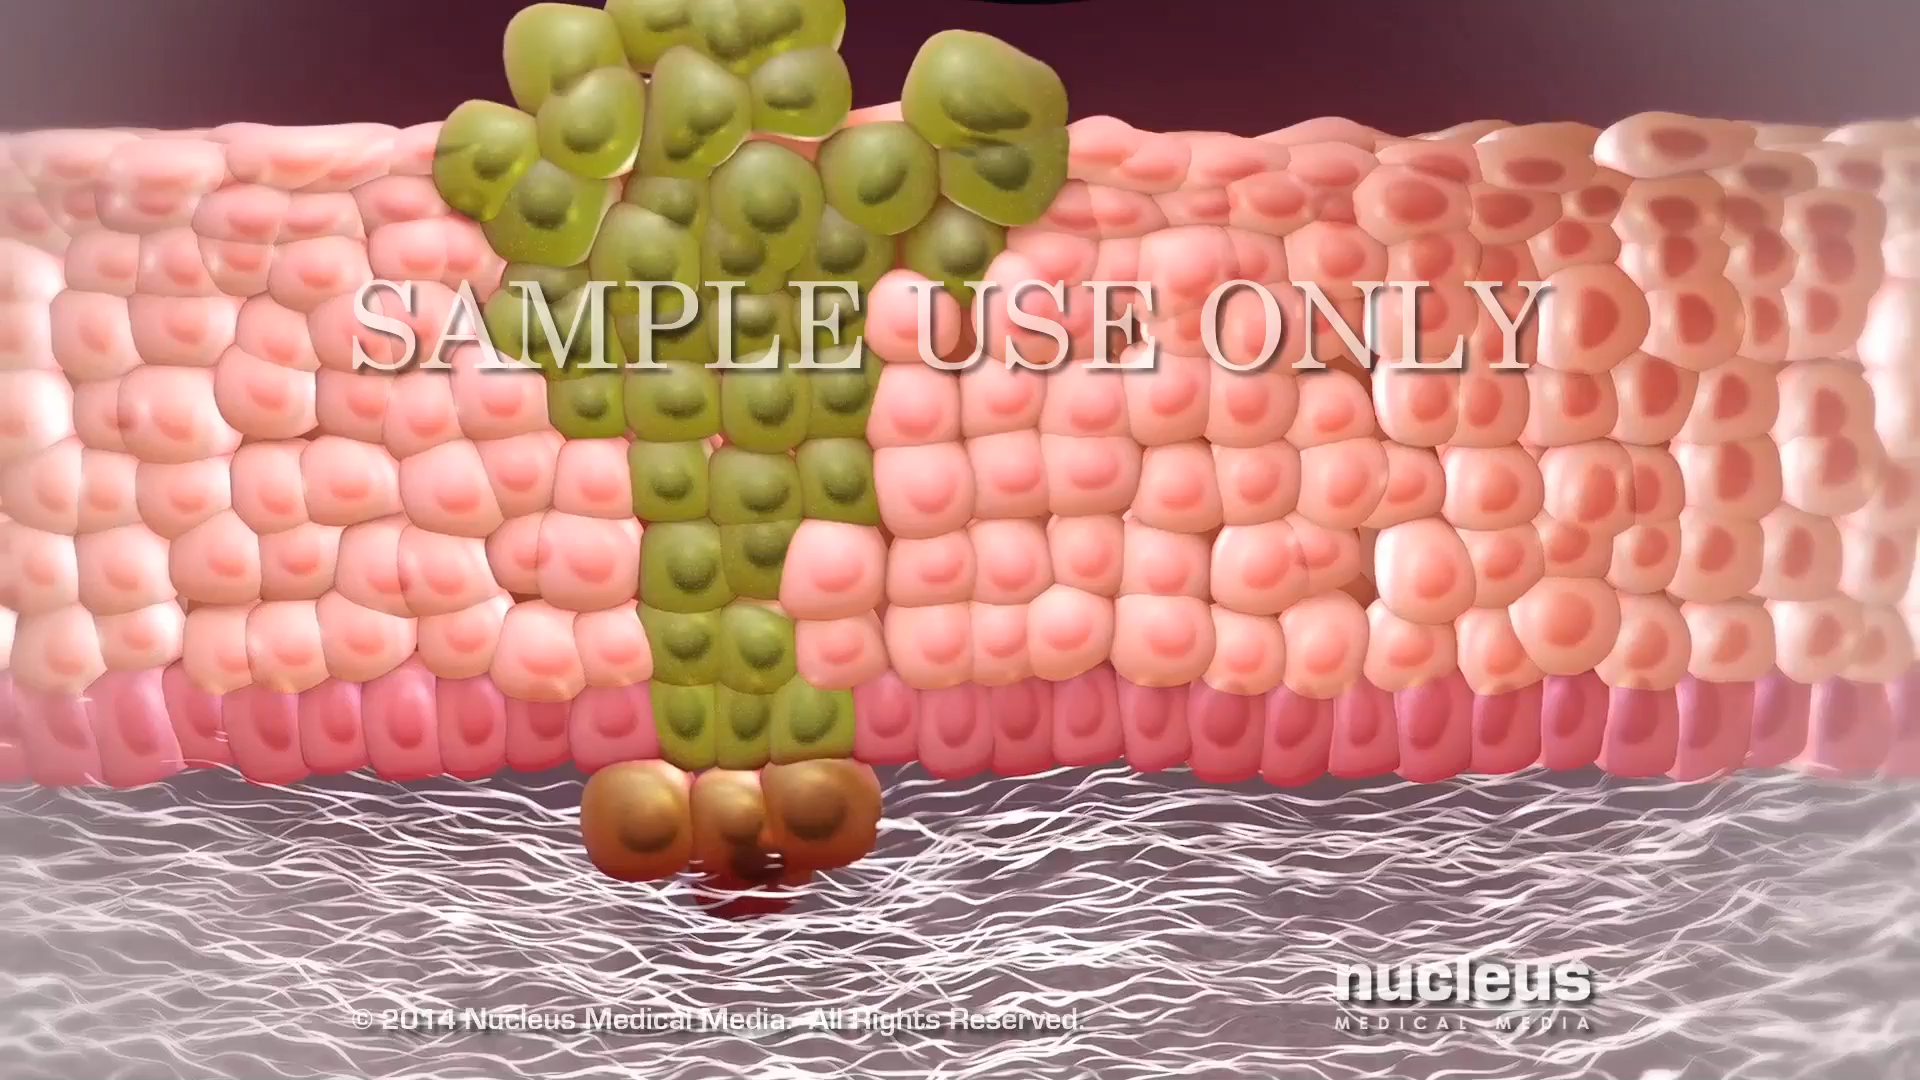 SAMPLE USE ONLY
nucleus
MEDICAL MEDIA
© 2014 Nucleus Medical Media. All Rights Reserved.